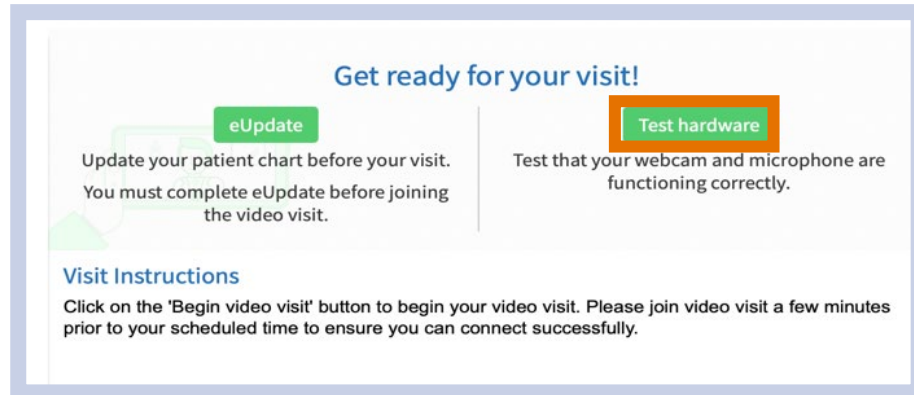 Get ready for your visit!
eUpdate
Update your patient chart before your visit.
You must complete eUpdate before joining
the video visit.
Test hardware
Test that your webcam and microphone are
functioning correctly.
Visit Instructions
Click on the 'Begin video visit' button to begin your video visit. Please join video visit a few minutes
prior to your scheduled time to ensure you can connect successfully.